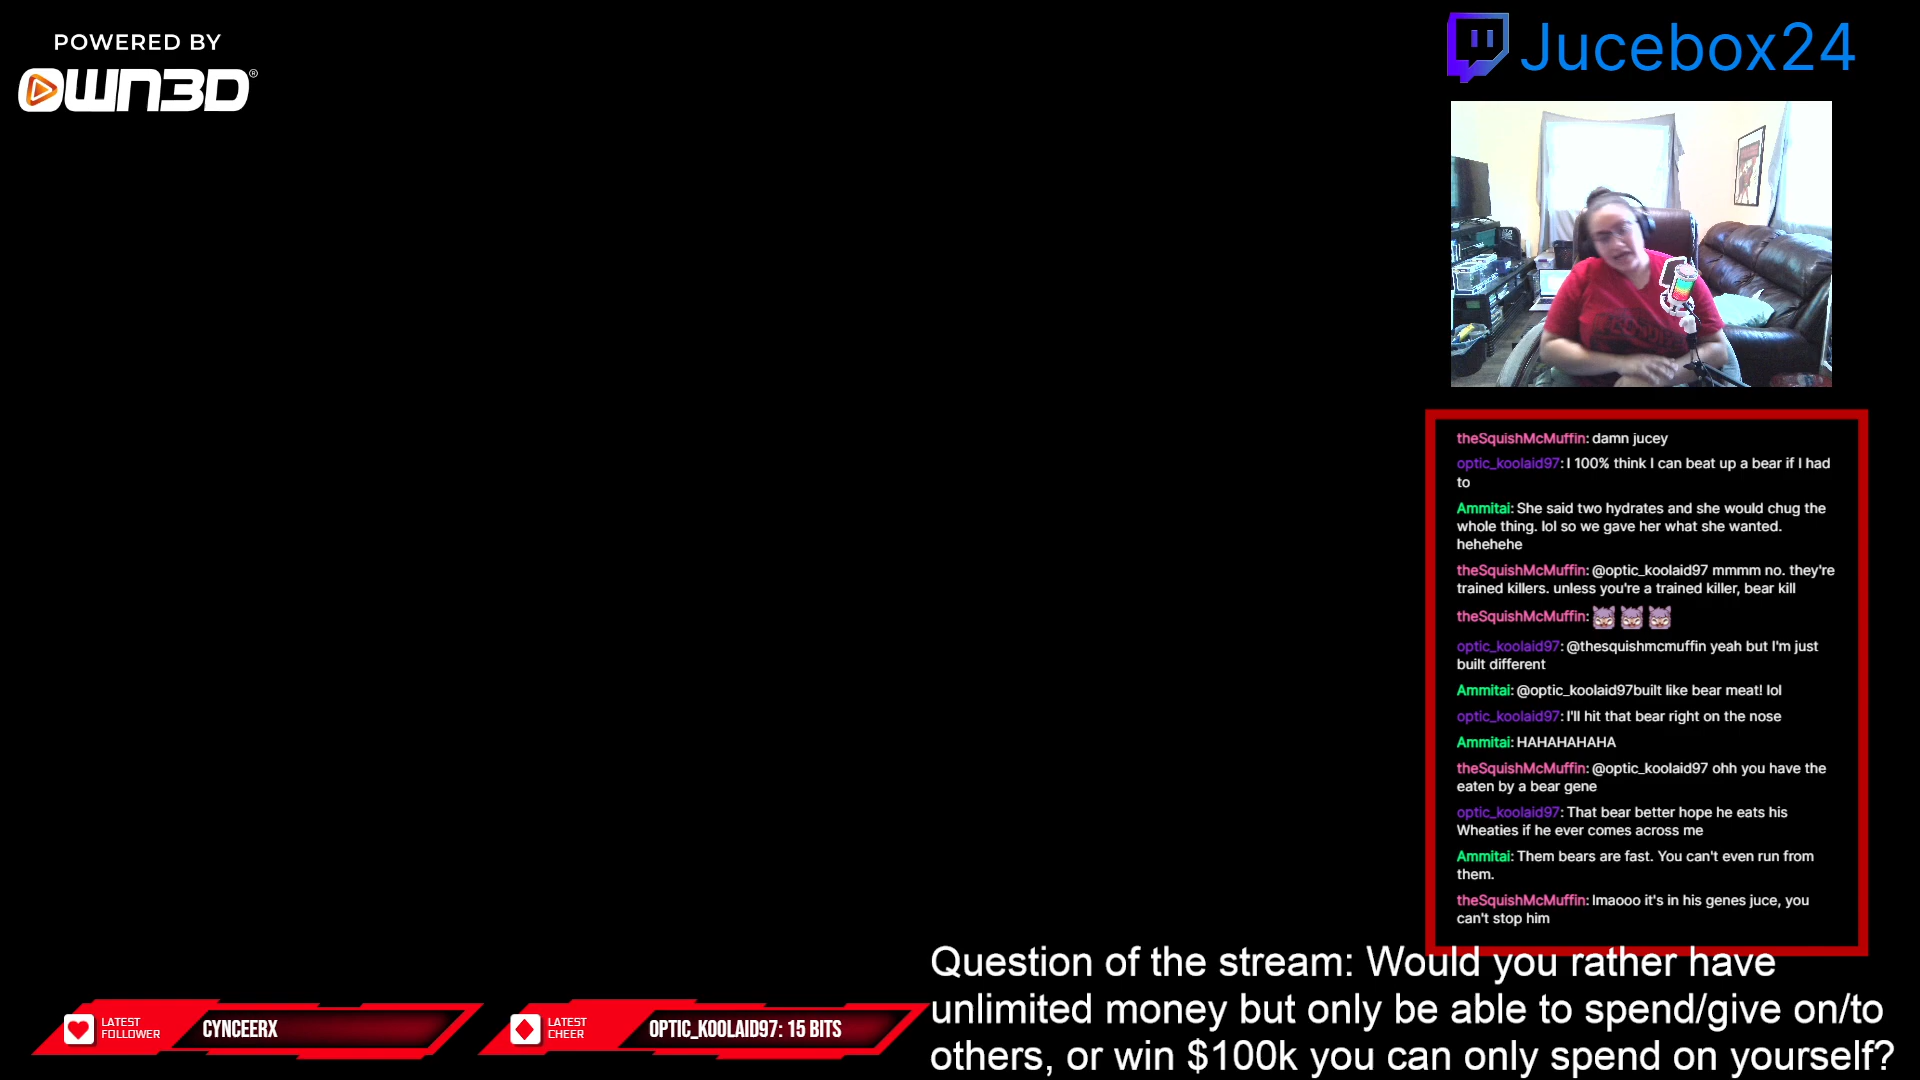 POWERED BY
OWN3D®
Jucebox24
theSquishMcMuffin: damn jucey
optic_koolaid97: I 100% think I can beat up a bear if I had
to
Ammitai: She said two hydrates and she would chug the
whole thing. lol so we gave her what she wanted.
hehehehe
theSquishMcMuffin: @optic_koolaid97 mmmm no. they're
trained killers. unless you're a trained killer, bear kill
theSquishMcMuffin:
optic_koolaid97: @thesquishmcmuffin yeah but I'm just
built different
Ammitai: @optic_koolaid97built like bear meat! lol
optic_koolaid97: I'll hit that bear right on the nose
Ammitai: HAHAHAHAHA
theSquishMcMuffin: @optic_koolaid97 ohh you have the
eaten by a bear gene
optic_koolaid97: That bear better hope he eats his
Wheaties if he ever comes across me
Ammitai: Them bears are fast. You can't even run from
them.
theSquishMcMuffin: lmaooo it's in his genes juce, you
can't stop him
Question of the stream: Would you rather have
unlimited money but only be able to spend/give on/to
others, or win $100k you can only spend on yourself?
LATEST
FOLLOWER
CYNCEERX
LATEST
CHEER
OPTIC_KOOLAID97: 15 BITS